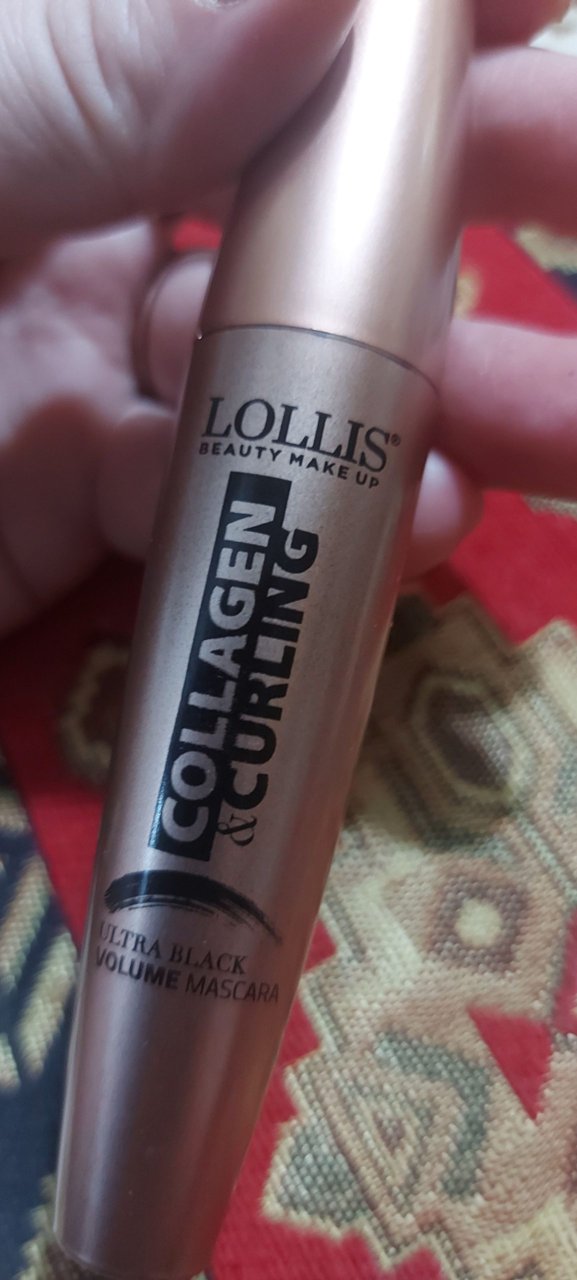 LOLLIS®
BEAUTY MAKE UP
COLLAGEN
&CURLING
ULTRA BLACK
VOLUME MASCARA